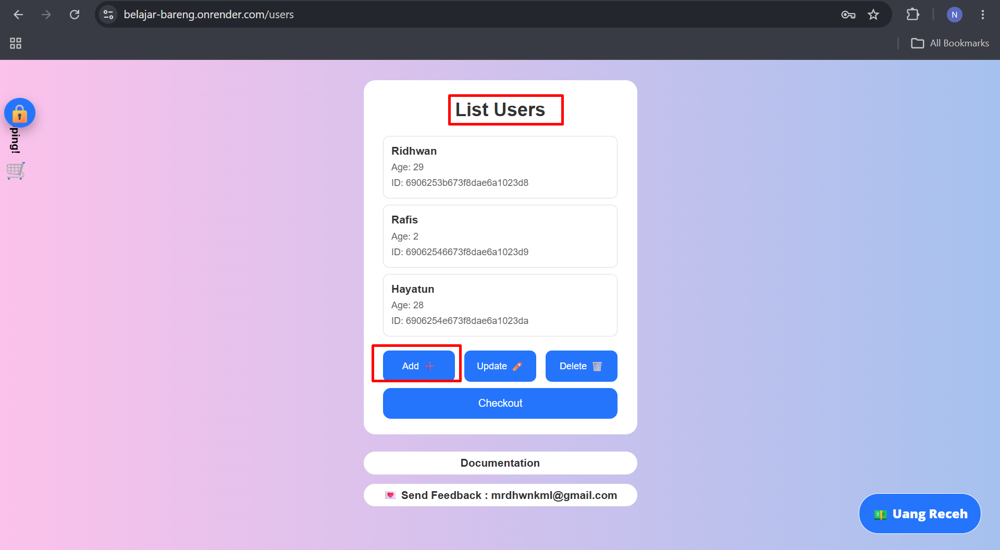 belajar-bareng.onrender.com/users
N
All Bookmarks
ping!
List Users
Ridhwan
Age: 29
ID: 6906253b673f8dae6a1023d8
Rafis
Age: 2
ID: 69062546673f8dae6a1023d9
Hayatun
Age: 28
ID: 6906254e673f8dae6a1023da
Add
Update
Delete
Checkout
Documentation
Send Feedback : mrdhwnkml@gmail.com
Uang Receh